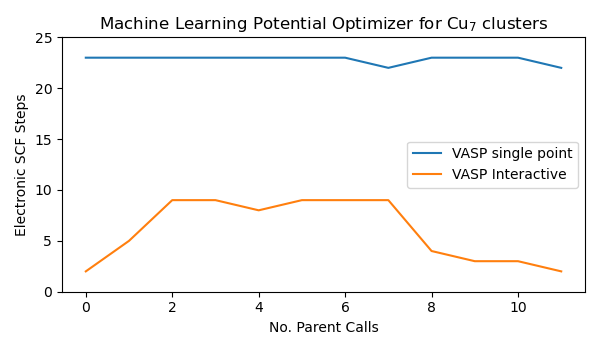 Machine Learning Potential Optimizer for Cu₇ clusters
Electronic SCF Steps
25
20
15
10
5
0
VASP single point
VASP Interactive
0 2 4 6 8 10
No. Parent Calls